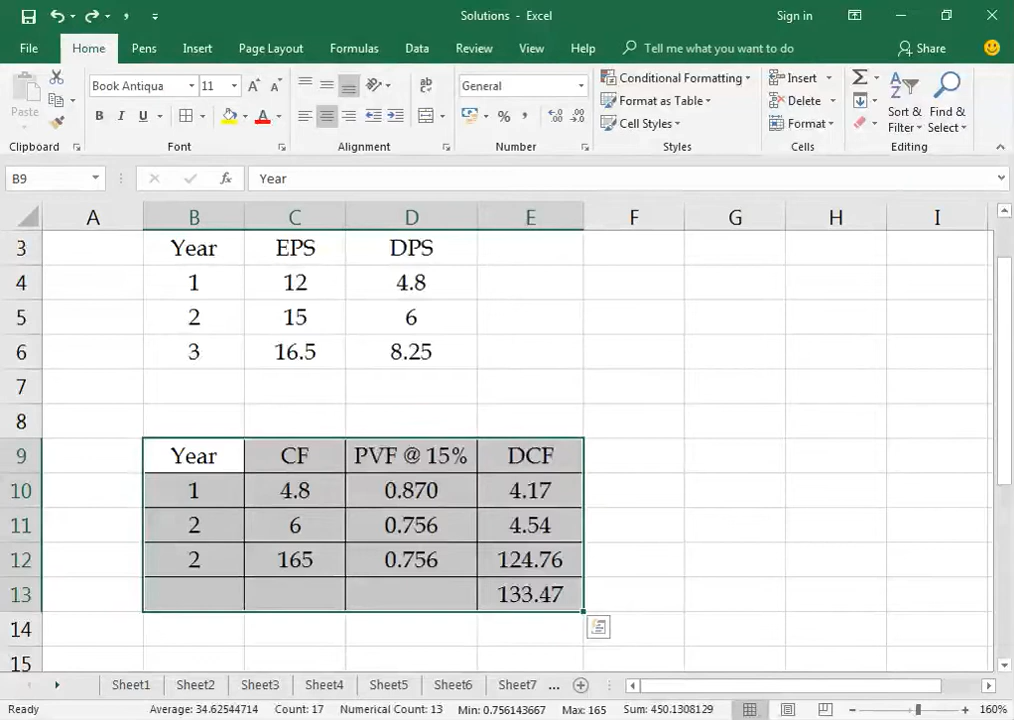 Solutions - Excel
Sign in
File Home Pens Insert Page Layout Formulas Data Review View Help Tell me what you want to do Share
Paste
Book Antiqua 11 A A
General
Conditional Formatting
Insert
B I U A
ab
% ,
Format as Table
Delete
Cell Styles
Format
Sort & Filter
Find & Select
Clipboard Font Alignment Number Styles Cells Editing
B9 fx Year
A B C D E F G H I
3 Year EPS DPS
4 1 12 4.8
5 2 15 6
6 3 16.5 8.25
7
8
9 Year CF PVF @ 15% DCF
10 1 4.8 0.870 4.17
11 2 6 0.756 4.54
12 2 165 0.756 124.76
13 133.47
14
15
Sheet1 Sheet2 Sheet3 Sheet4 Sheet5 Sheet6 Sheet7 ...
Ready Average: 34.62544714 Count: 17 Numerical Count: 13 Min: 0.756143667 Max: 165 Sum: 450.1308129 160%